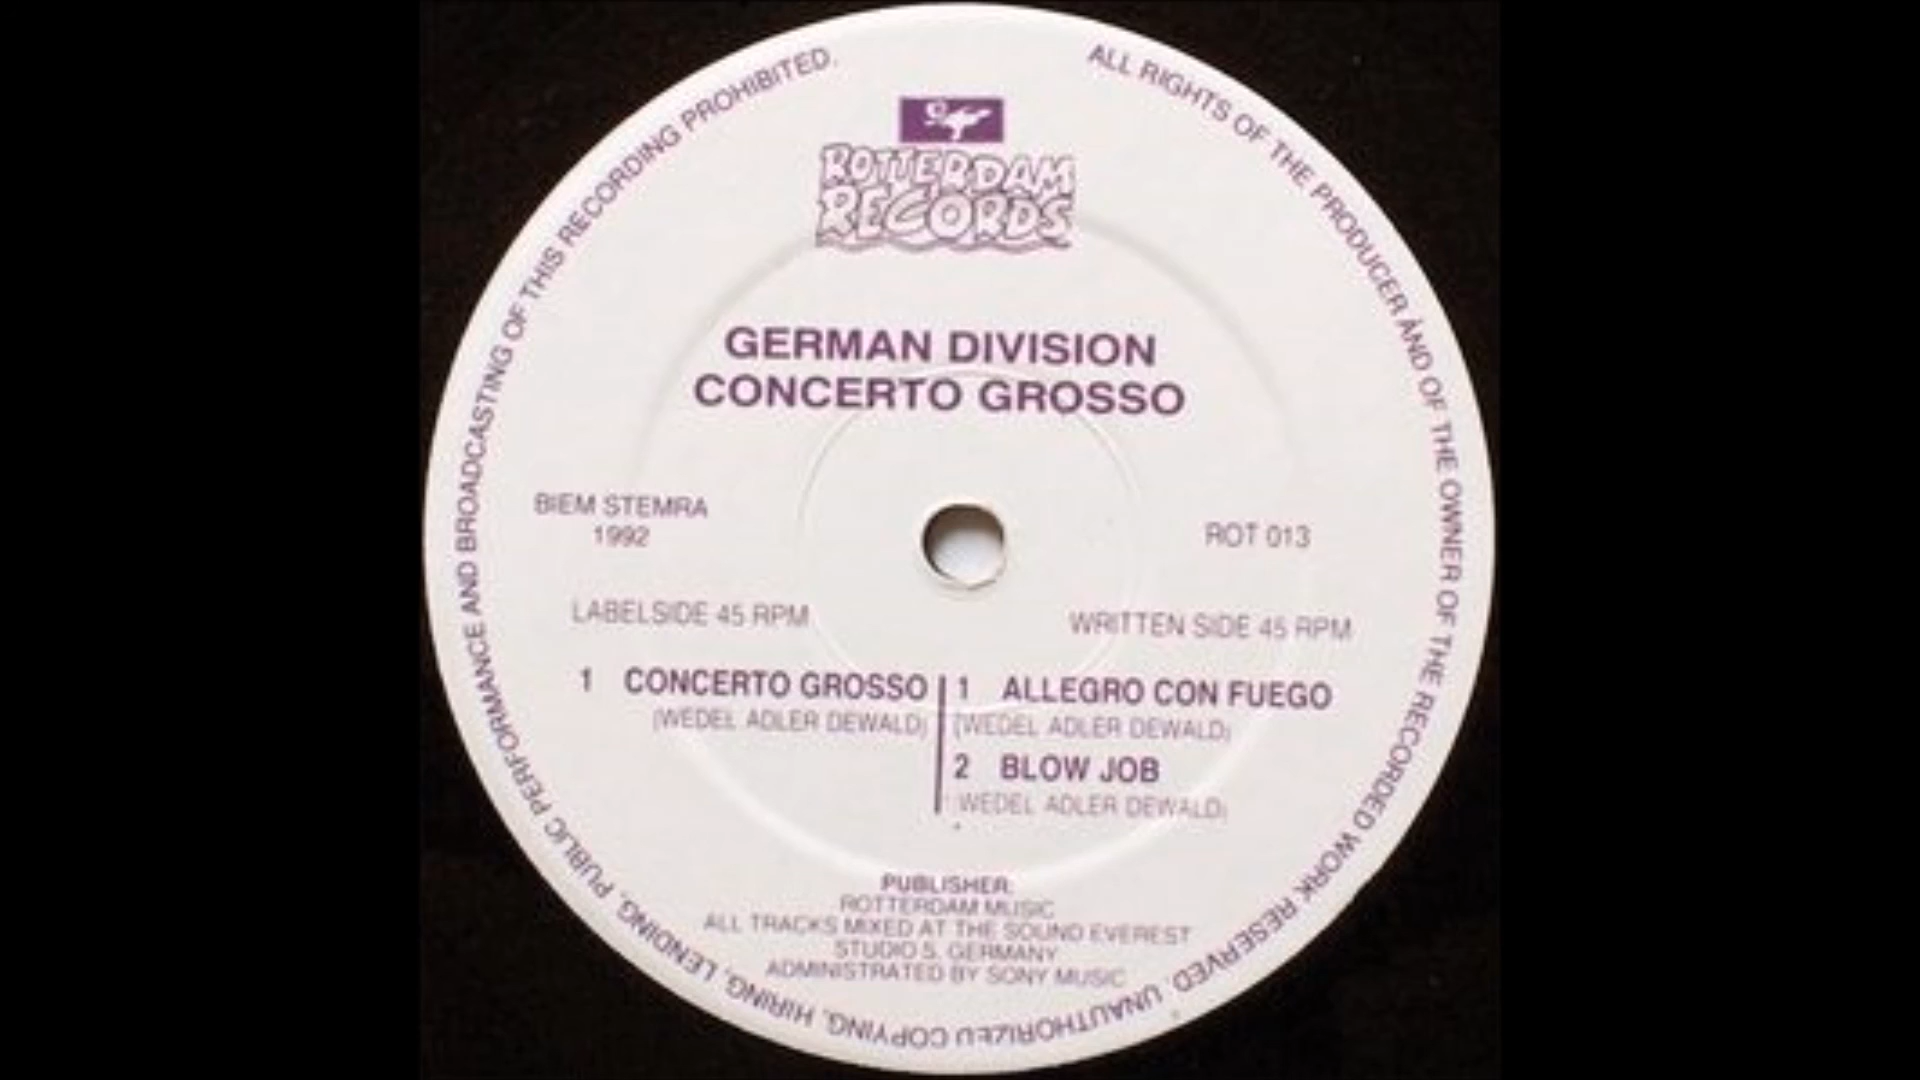 ALL RIGHTS OF THE PRODUCER AND OF THE OWNER OF THE RECORDED WORK RESERVED. UNAUTHORIZED COPYING, HIRING, LENDING, PUBLIC PERFORMANCE AND BROADCASTING OF THIS RECORDING PROHIBITED.
ROTTERDAM
RECORDS
GERMAN DIVISION
CONCERTO GROSSO
BIEM STEMRA
1992
ROT 013
LABELSIDE 45 RPM
1 CONCERTO GROSSO
(WEDEL ADLER DEWALD)
WRITTEN SIDE 45 RPM
1 ALLEGRO CON FUEGO
(WEDEL ADLER DEWALD)
2 BLOW JOB
(WEDEL ADLER DEWALD)
PUBLISHER:
ROTTERDAM MUSIC
ALL TRACKS MIXED AT THE SOUND EVEREST
STUDIO S. GERMANY
ADMINISTRATED BY SONY MUSIC